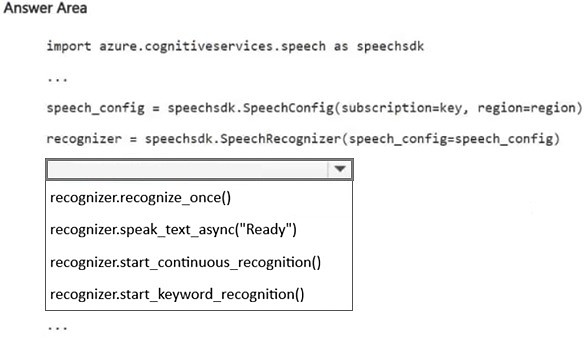 Answer Area
import azure.cognitiveservices.speech as speechsdk
...
speech_config = speechsdk.SpeechConfig(subscription=key, region=region)
recognizer = speechsdk.SpeechRecognizer(speech_config=speech_config)
recognizer.recognize_once()
recognizer.speak_text_async("Ready")
recognizer.start_continuous_recognition()
recognizer.start_keyword_recognition()
...